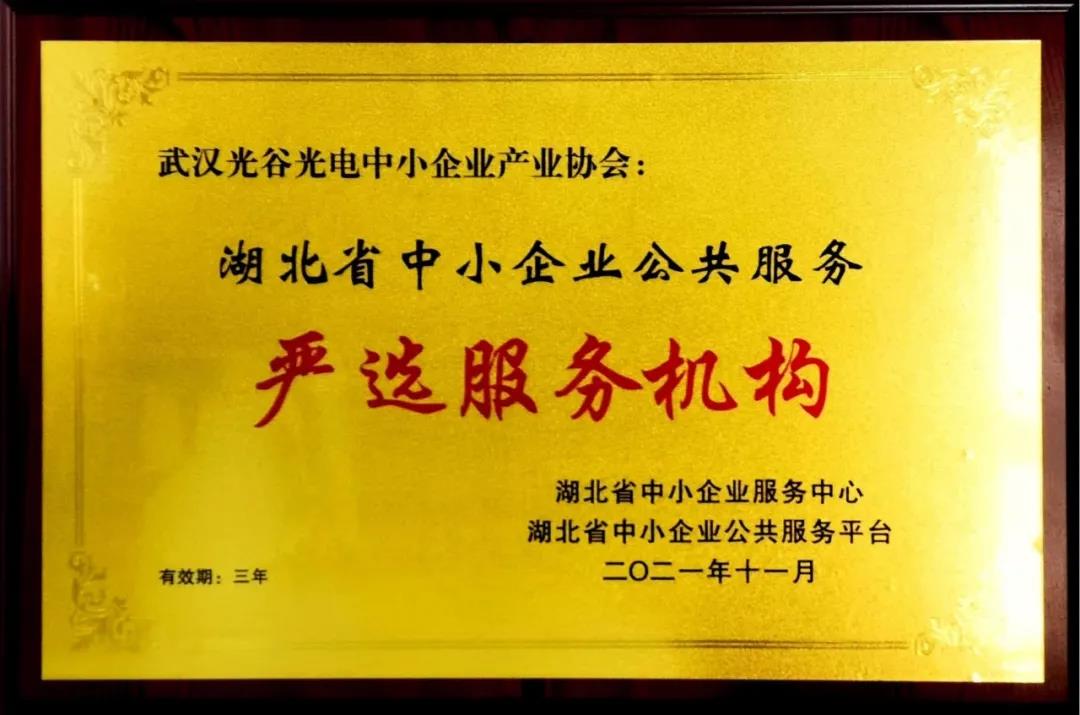 武汉光谷光电中小企业产业协会：
湖北省中小企业公共服务
严选服务机构
湖北省中小企业服务中心
湖北省中小企业公共服务平台
二〇二一年十一月
有效期：三年